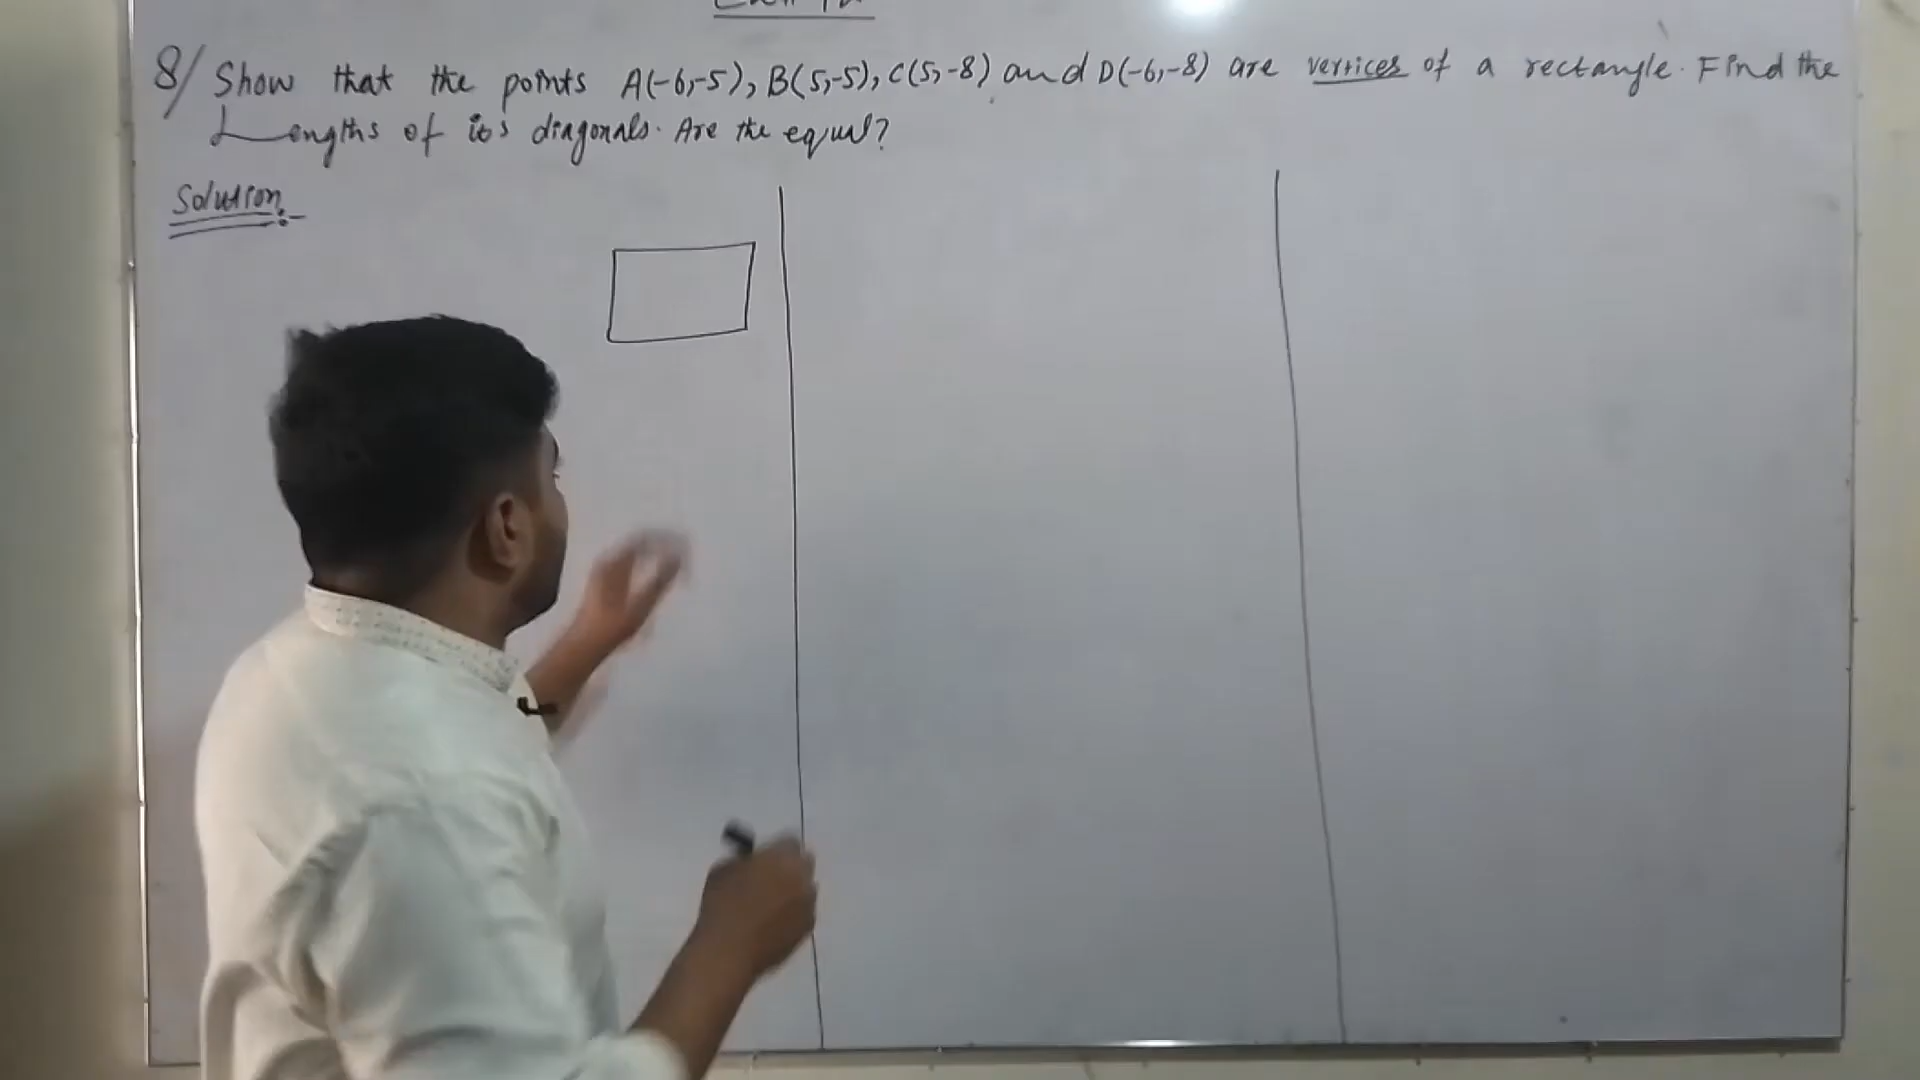 8/ Show that the points A(-6,-5), B(5,-5), C(5,-8) and D(-6,-8) are vertices of a rectangle. Find the
Lengths of its diagonals. Are the equal?
Solution:-